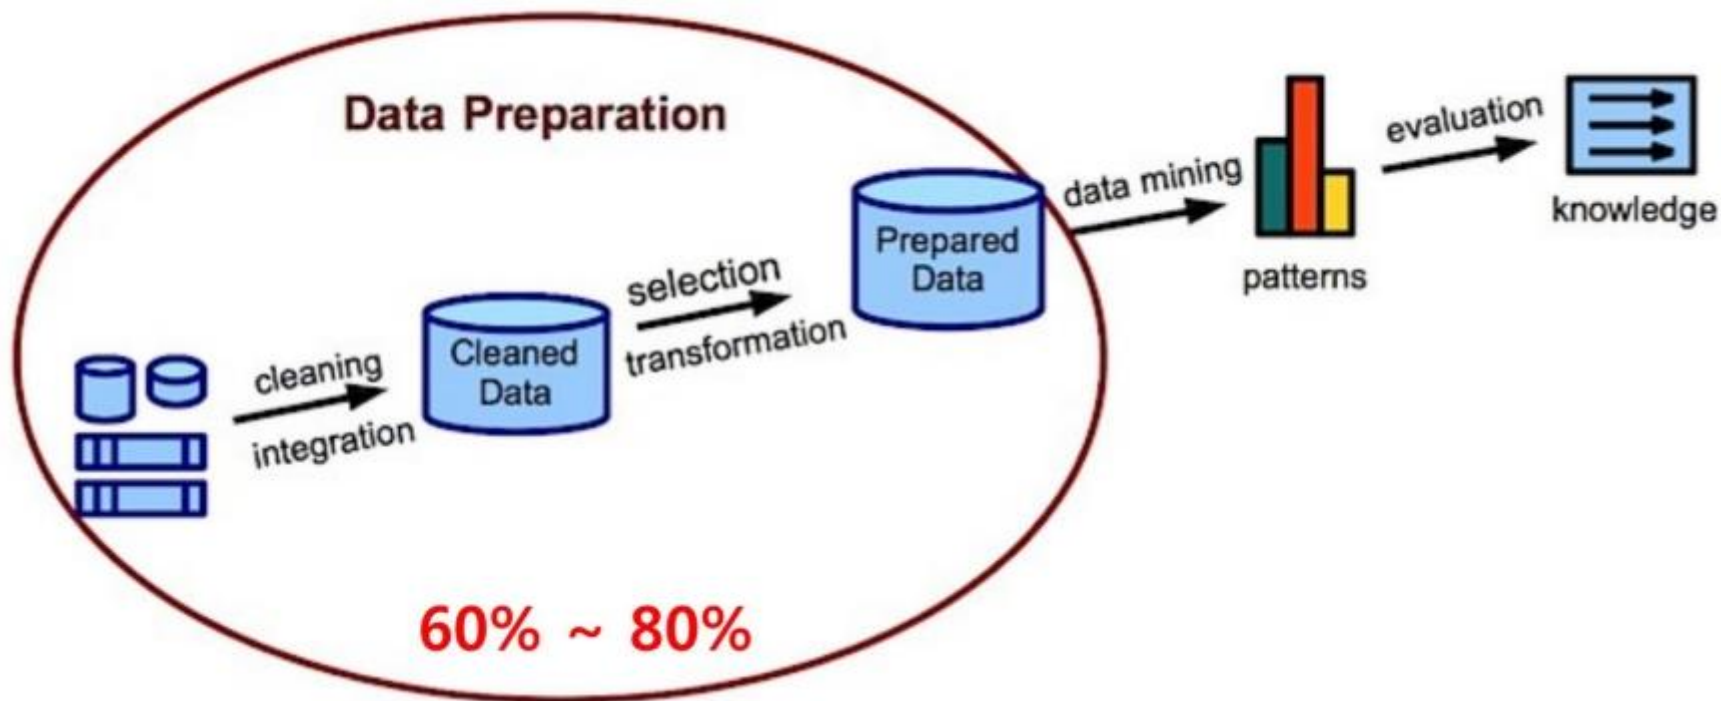 Data Preparation
cleaning
integration
Cleaned
Data
selection
transformation
Prepared
Data
data mining
patterns
evaluation
knowledge
60% ~ 80%